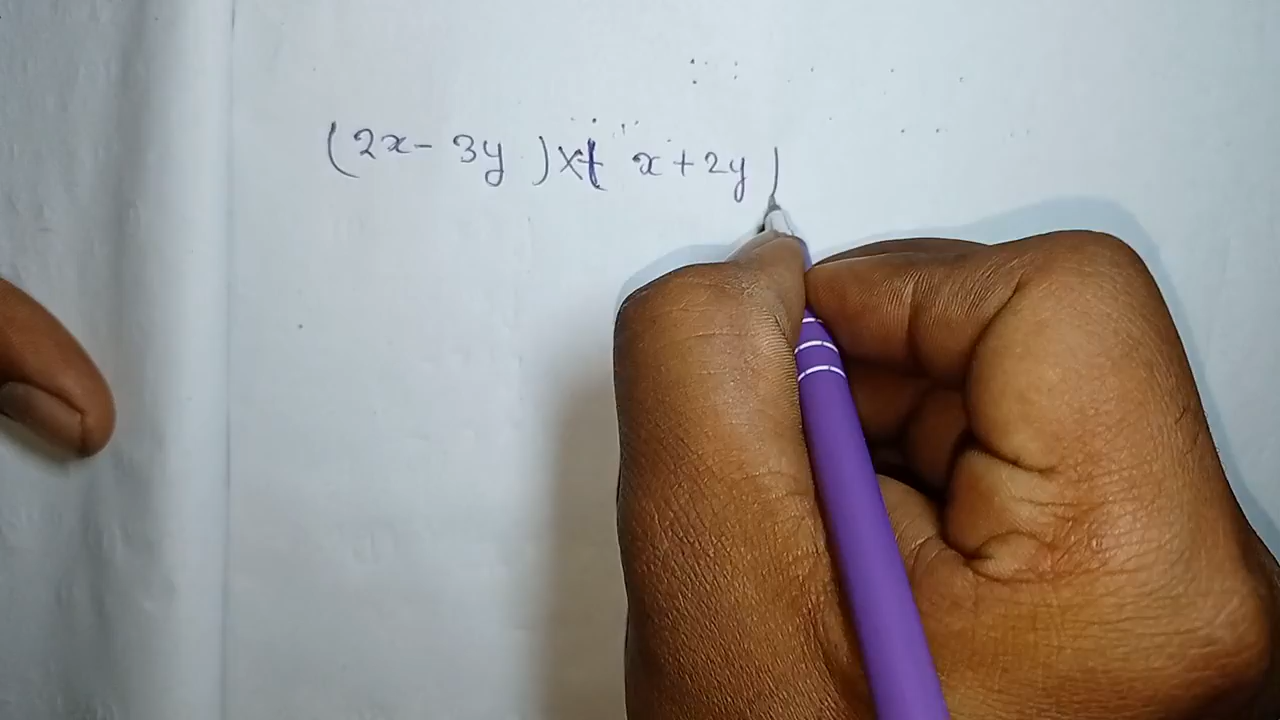 (2x - 3y) × (x + 2y)